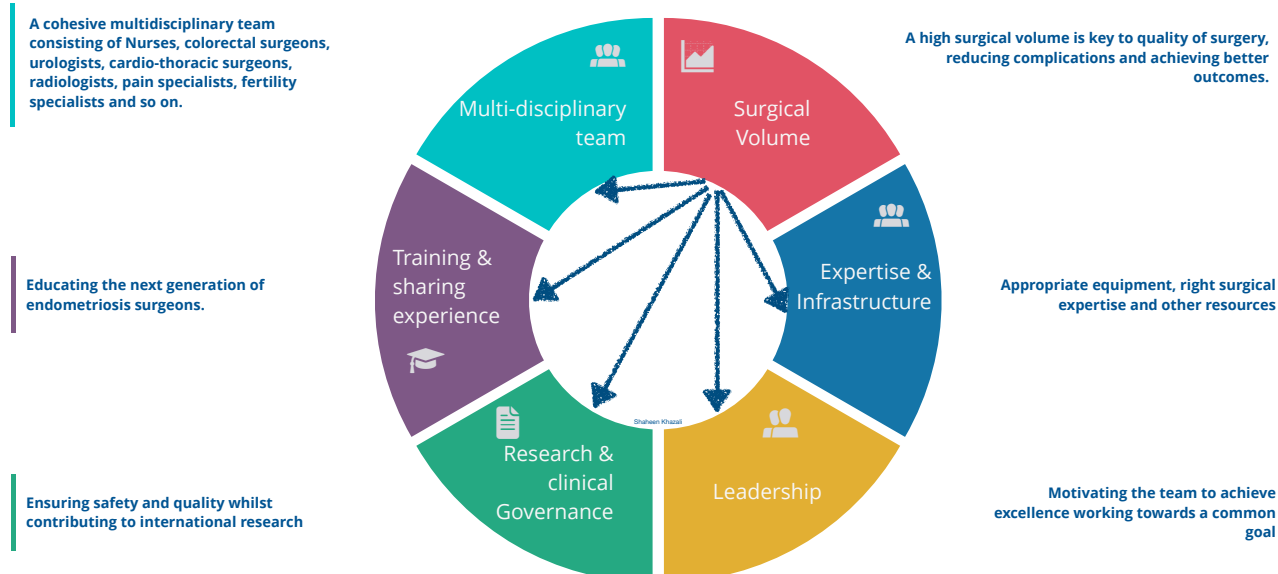 A cohesive multidisciplinary team
consisting of Nurses, colorectal surgeons,
urologists, cardio-thoracic surgeons,
radiologists, pain specialists, fertility
specialists and so on.
Multi-disciplinary
team
Surgical
Volume
A high surgical volume is key to quality of surgery,
reducing complications and achieving better
outcomes.
Educating the next generation of
endometriosis surgeons.
Training &
sharing
experience
Expertise &
Infrastructure
Appropriate equipment, right surgical
expertise and other resources
Shaheen Khazali
Ensuring safety and quality whilst
contributing to international research
Research &
clinical
Governance
Leadership
Motivating the team to achieve
excellence working towards a common
goal